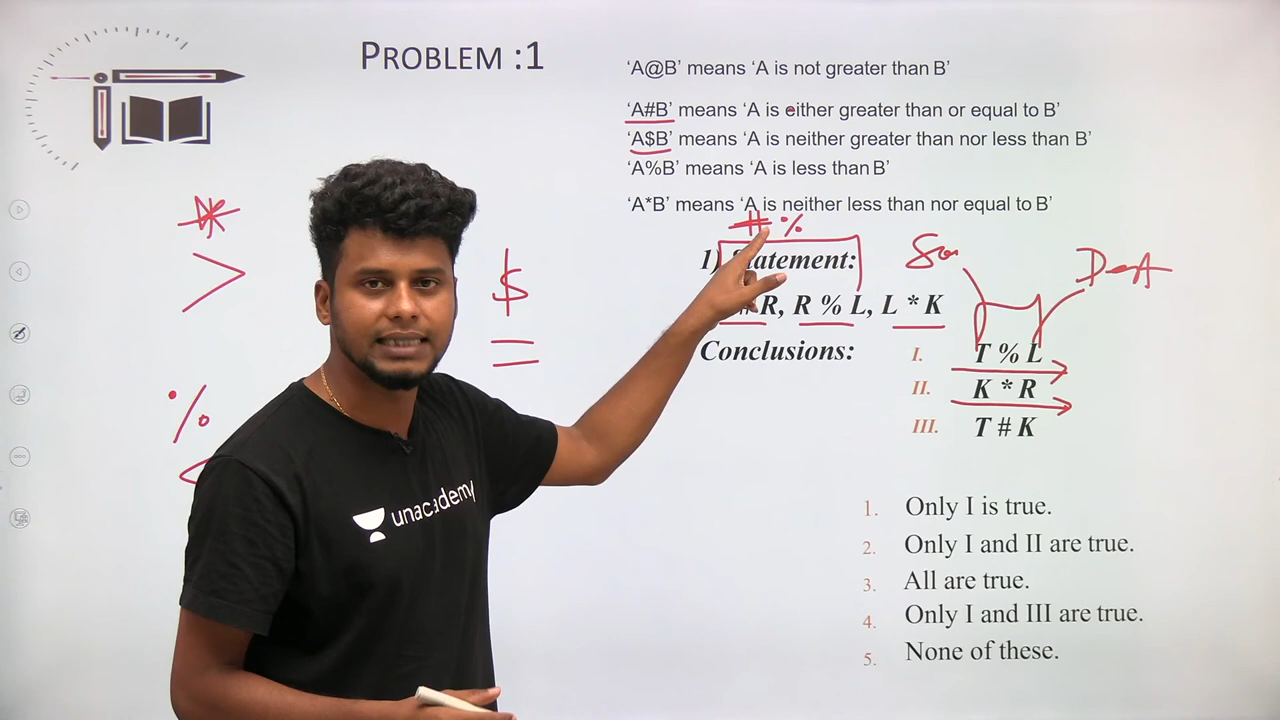 PROBLEM :1
‘A@B’ means ‘A is not greater than B’
‘A#B’ means ‘A is either greater than or equal to B’
‘A$B’ means ‘A is neither greater than nor less than B’
‘A%B’ means ‘A is less than B’
‘A*B’ means ‘A is neither less than nor equal to B’
# %
1) Statement:
# R, R % L, L * K
Conclusions:
I. T % L
II. K * R
III. T # K
1. Only I is true.
2. Only I and II are true.
3. All are true.
4. Only I and III are true.
5. None of these.
*
>
$
=
%
<
unacademy